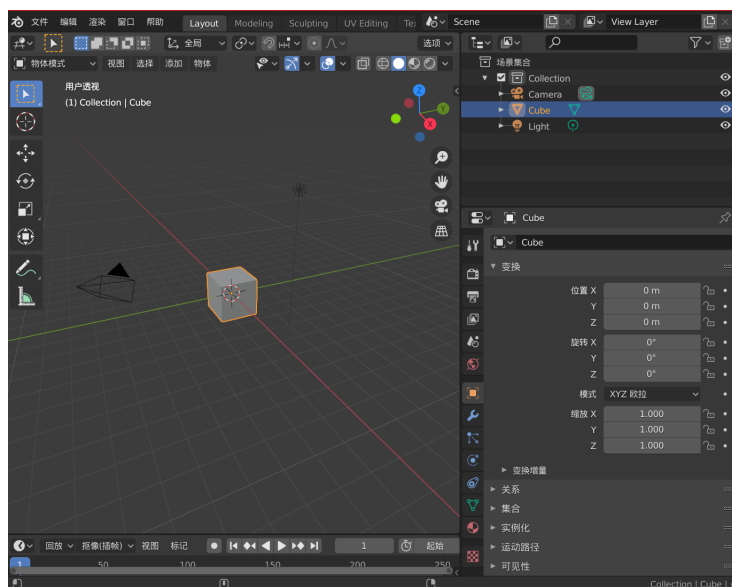 文件 编辑 渲染 窗口 帮助 Layout Modeling Sculpting UV Editing Te Scene View Layer
全局 选项
物体模式 视图 选择 添加 物体
用户透视
(1) Collection | Cube
Z
Y
X
场景集合
Collection
Camera
Cube
Light
Cube
Cube
变换
位置 X 0 m
Y 0 m
Z 0 m
旋转 X 0°
Y 0°
Z 0°
模式 XYZ 欧拉
缩放 X 1.000
Y 1.000
Z 1.000
变换增量
关系
集合
实例化
运动路径
可见性
回放 抠像(插帧) 视图 标记 1 起始
1 50 100 150 200 250
Collection | Cube |